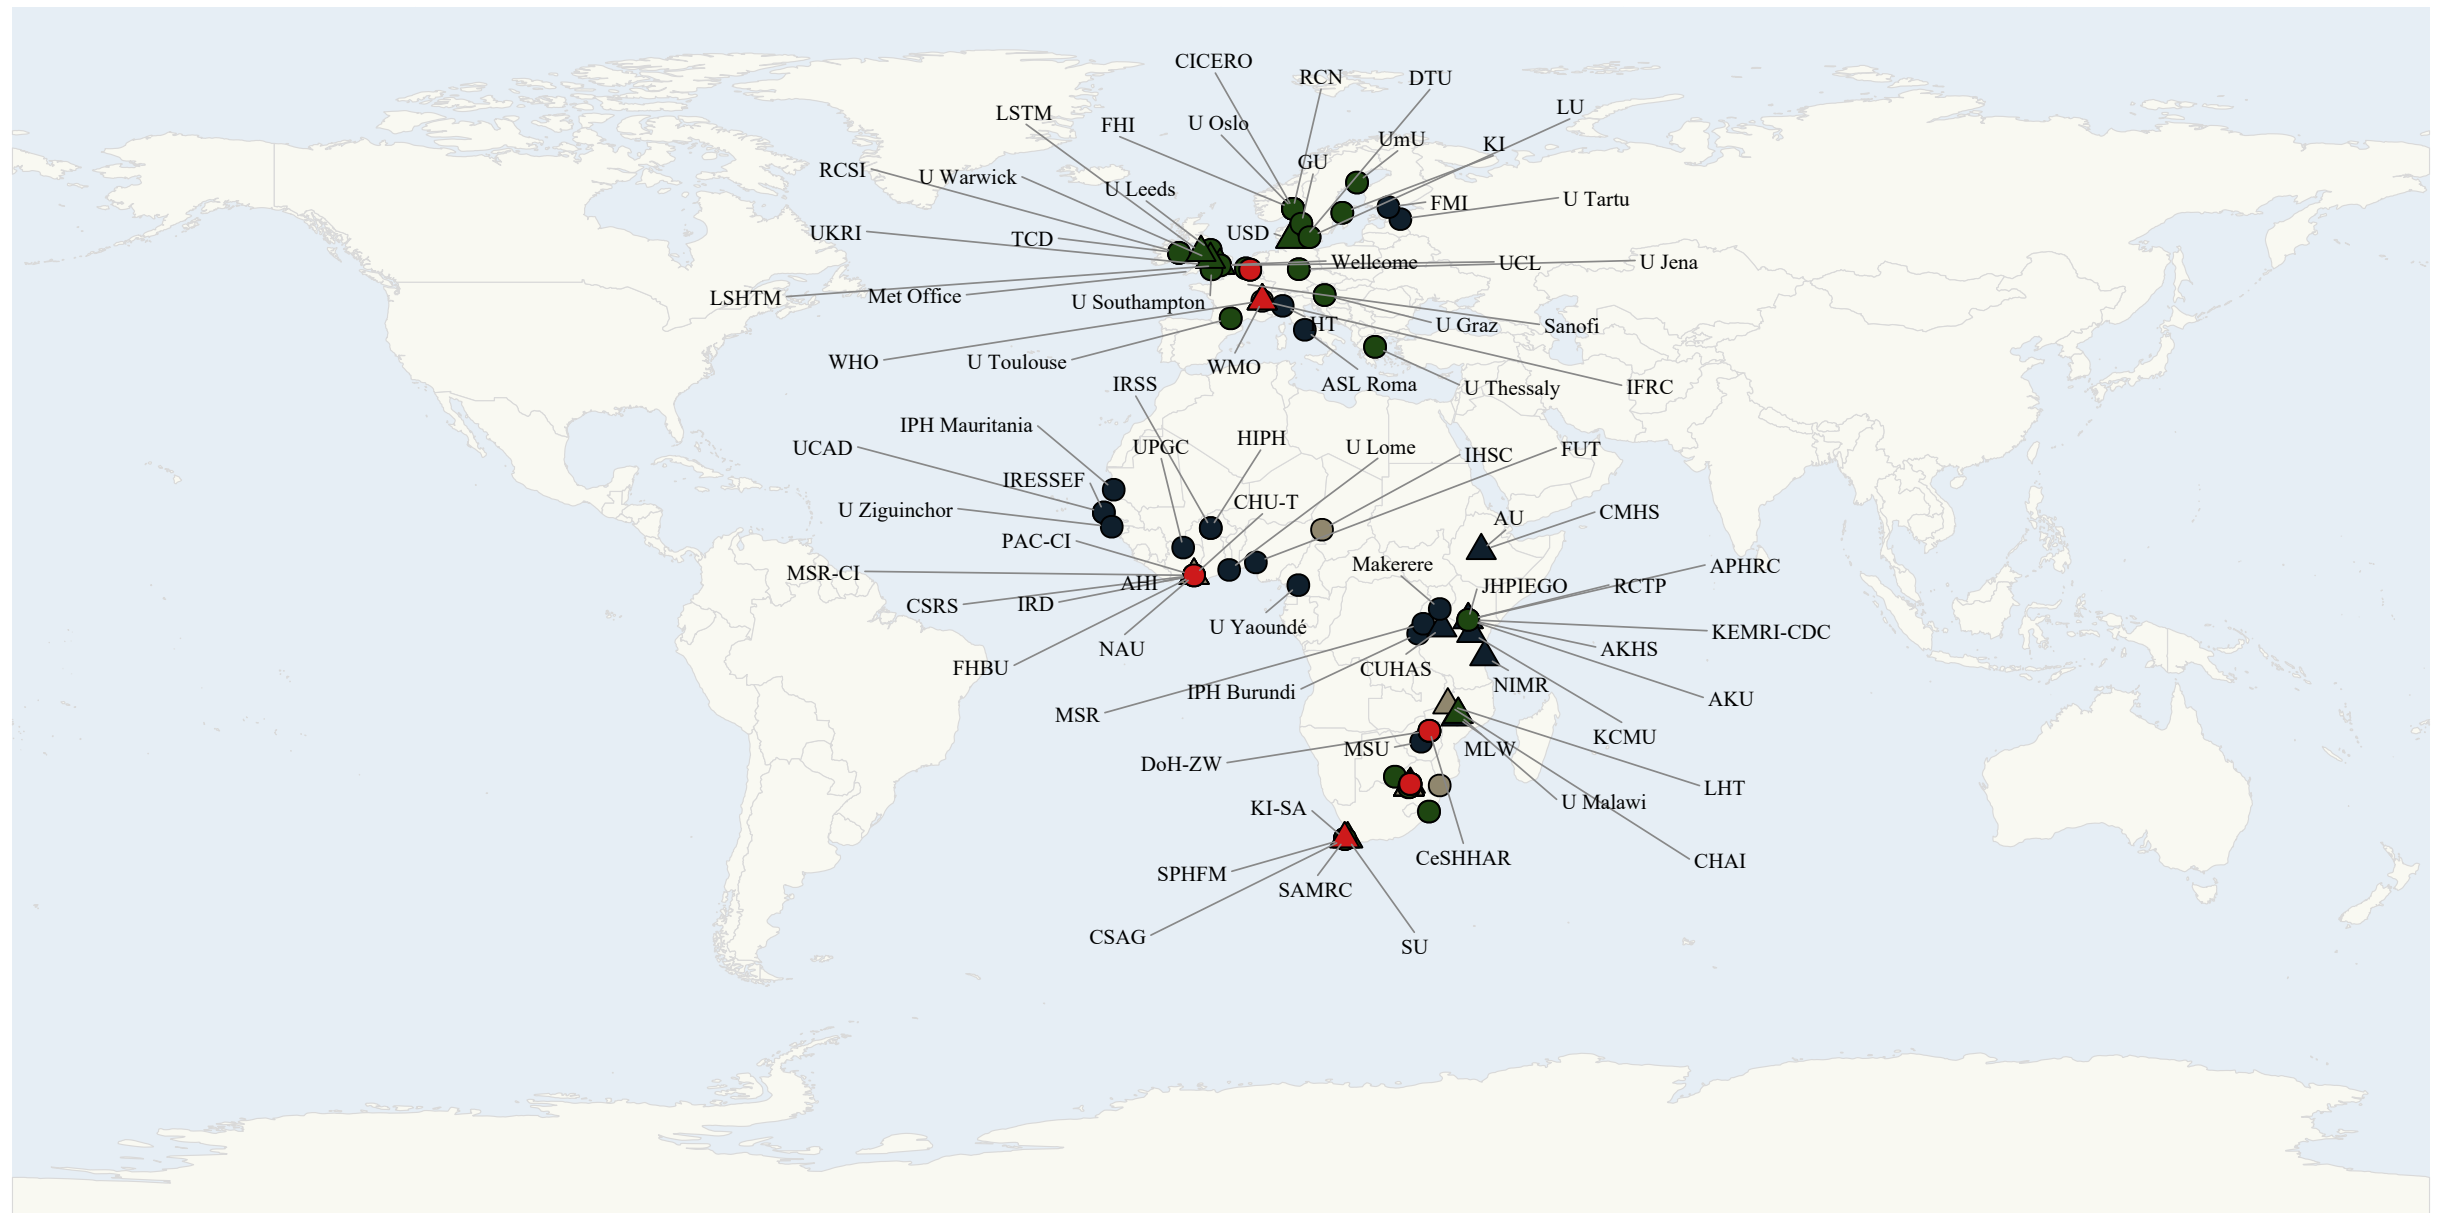 CICERO
RCN
DTU
LU
LSTM
FHI
U Oslo
UmU
KI
GU
RCSI
U Warwick
U Leeds
FMI
U Tartu
UKRI
TCD
USD
Wellcome
UCL
U Jena
LSHTM
Met Office
U Southampton
HT
U Graz
Sanofi
WHO
U Toulouse
WMO
ASL Roma
U Thessaly
IFRC
IRSS
IPH Mauritania
UCAD
UPGC
HIPH
U Lome
IHSC
FUT
IRESSEF
CHU-T
U Ziguinchor
AU
CMHS
PAC-CI
Makerere
APHRC
MSR-CI
AHI
JHPIEGO
RCTP
CSRS
IRD
U Yaoundé
KEMRI-CDC
NAU
AKHS
FHBU
CUHAS
IPH Burundi
NIMR
AKU
MSR
KCMU
MSU
MLW
DoH-ZW
LHT
KI-SA
U Malawi
CeSHHAR
CHAI
SPHFM
SAMRC
CSAG
SU